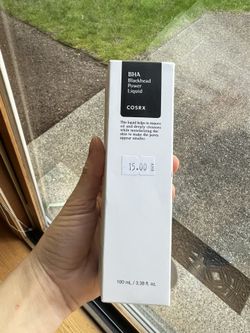 BHA
Blackhead
Power
Liquid
COSRX
The liquid helps to remove
oil and deeply cleanses
while moisturizing the
skin to make the pores
appear smaller.
15.00
100 mL / 3.38 fl. oz.